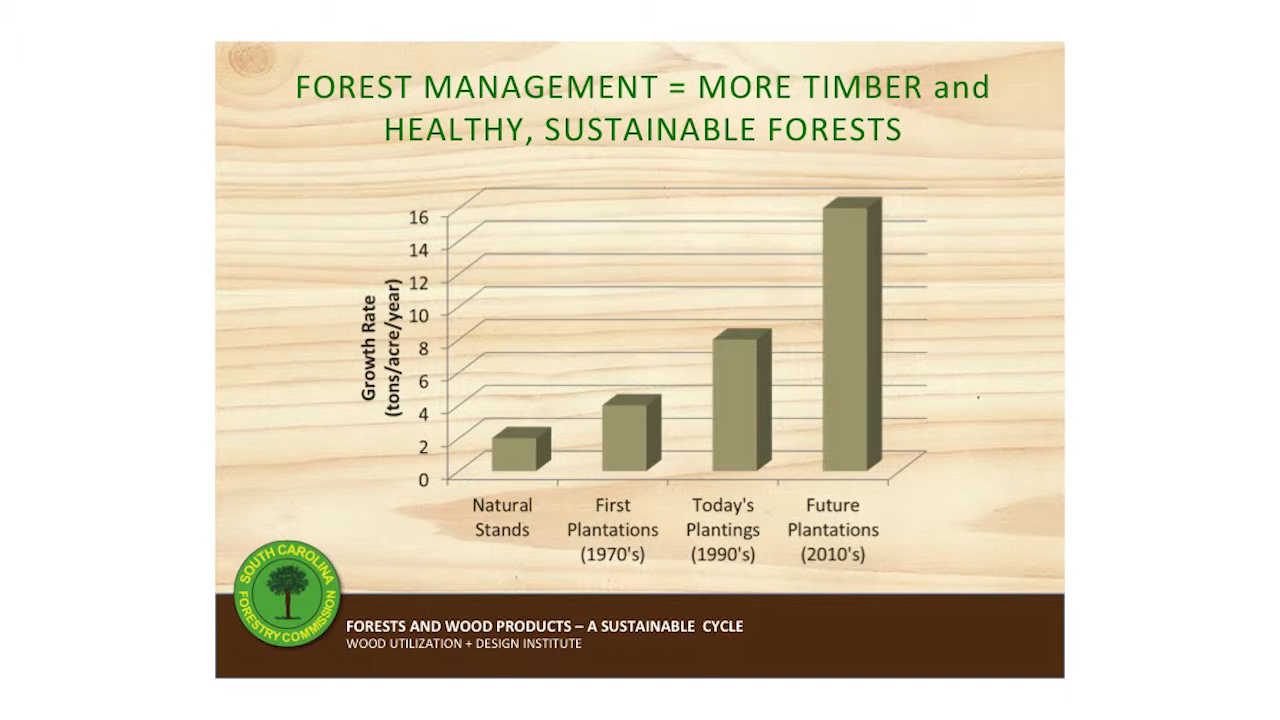 FOREST MANAGEMENT = MORE TIMBER and
HEALTHY, SUSTAINABLE FORESTS
Growth Rate
(tons/acre/year)
16
14
12
10
8
6
4
2
0
Natural
Stands
First
Plantations
(1970's)
Today's
Plantings
(1990's)
Future
Plantations
(2010's)
SOUTH CAROLINA
FORESTRY COMMISSION
FORESTS AND WOOD PRODUCTS – A SUSTAINABLE CYCLE
WOOD UTILIZATION + DESIGN INSTITUTE